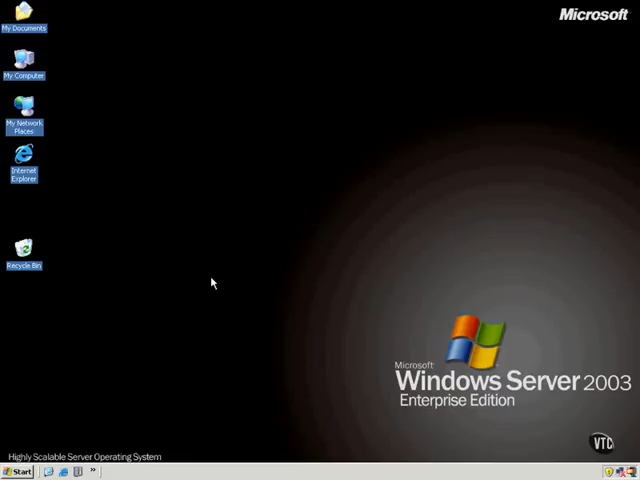 Microsoft
My Documents
My Computer
My Network
Places
Internet
Explorer
Recycle Bin
Microsoft
Windows Server 2003
Enterprise Edition
VTC
Highly Scalable Server Operating System
Start
»